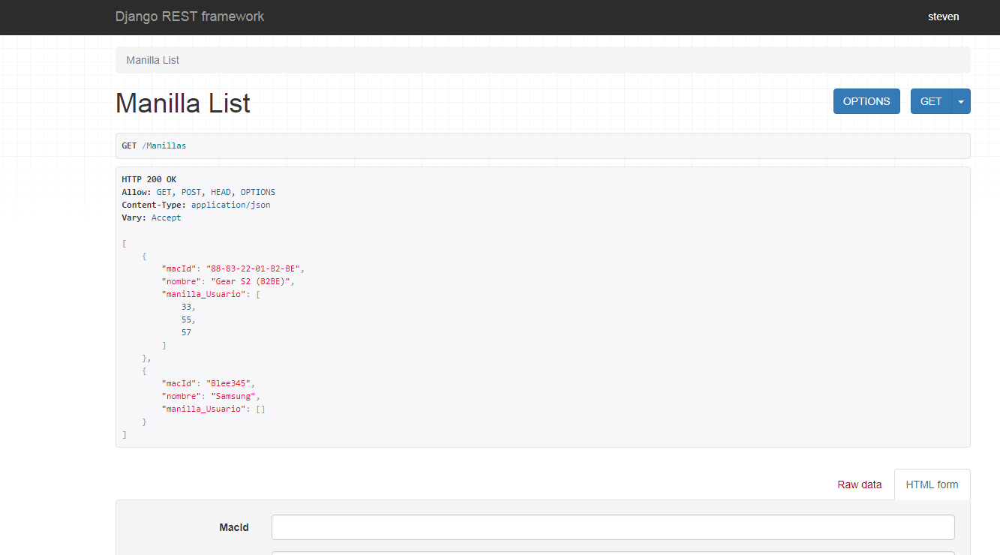 Django REST framework
steven
Manilla List
Manilla List
OPTIONS
GET
GET /Manillas
HTTP 200 OK
Allow: GET, POST, HEAD, OPTIONS
Content-Type: application/json
Vary: Accept
[
    {
        "macId": "88-83-22-01-B2-BE",
        "nombre": "Gear S2 (B2BE)",
        "manilla_Usuario": [
            33,
            55,
            57
        ]
    },
    {
        "macId": "Blee345",
        "nombre": "Samsung",
        "manilla_Usuario": []
    }
]
Raw data
HTML form
MacId